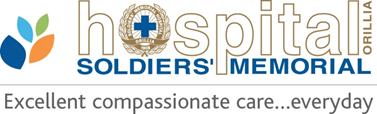 hospital
ORILLIA
SOLDIERS' MEMORIAL
Excellent compassionate care...everyday